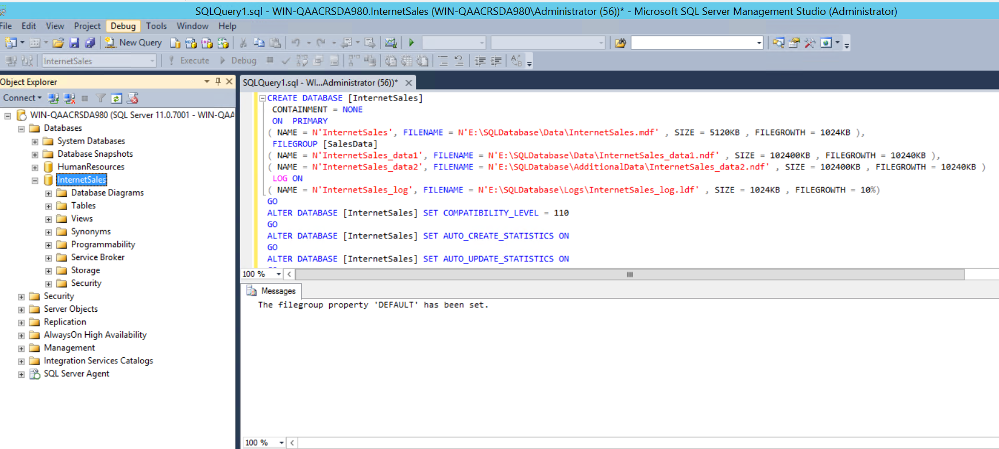 SQLQuery1.sql - WIN-QAACRSDA980.InternetSales (WIN-QAACRSDA980\Administrator (56))* - Microsoft SQL Server Management Studio (Administrator)
File Edit View Project Debug Tools Window Help
New Query
InternetSales Execute Debug
Object Explorer
Connect
WIN-QAACRSDA980 (SQL Server 11.0.7001 - WIN-QAA
Databases
System Databases
Database Snapshots
HumanResources
InternetSales
Database Diagrams
Tables
Views
Synonyms
Programmability
Service Broker
Storage
Security
Security
Server Objects
Replication
AlwaysOn High Availability
Management
Integration Services Catalogs
SQL Server Agent
SQLQuery1.sql - WI...Administrator (56))*
CREATE DATABASE [InternetSales]
CONTAINMENT = NONE
ON  PRIMARY
( NAME = N'InternetSales', FILENAME = N'E:\SQLDatabase\Data\InternetSales.mdf' , SIZE = 5120KB , FILEGROWTH = 1024KB ),
FILEGROUP [SalesData]
( NAME = N'InternetSales_data1', FILENAME = N'E:\SQLDatabase\Data\InternetSales_data1.ndf' , SIZE = 102400KB , FILEGROWTH = 10240KB ),
( NAME = N'InternetSales_data2', FILENAME = N'E:\SQLDatabase\AdditionalData\InternetSales_data2.ndf' , SIZE = 102400KB , FILEGROWTH = 10240KB )
LOG ON
( NAME = N'InternetSales_log', FILENAME = N'E:\SQLDatabase\Logs\InternetSales_log.ldf' , SIZE = 1024KB , FILEGROWTH = 10%)
GO
ALTER DATABASE [InternetSales] SET COMPATIBILITY_LEVEL = 110
GO
ALTER DATABASE [InternetSales] SET AUTO_CREATE_STATISTICS ON
GO
ALTER DATABASE [InternetSales] SET AUTO_UPDATE_STATISTICS ON
100 %
Messages
The filegroup property 'DEFAULT' has been set.
100 %